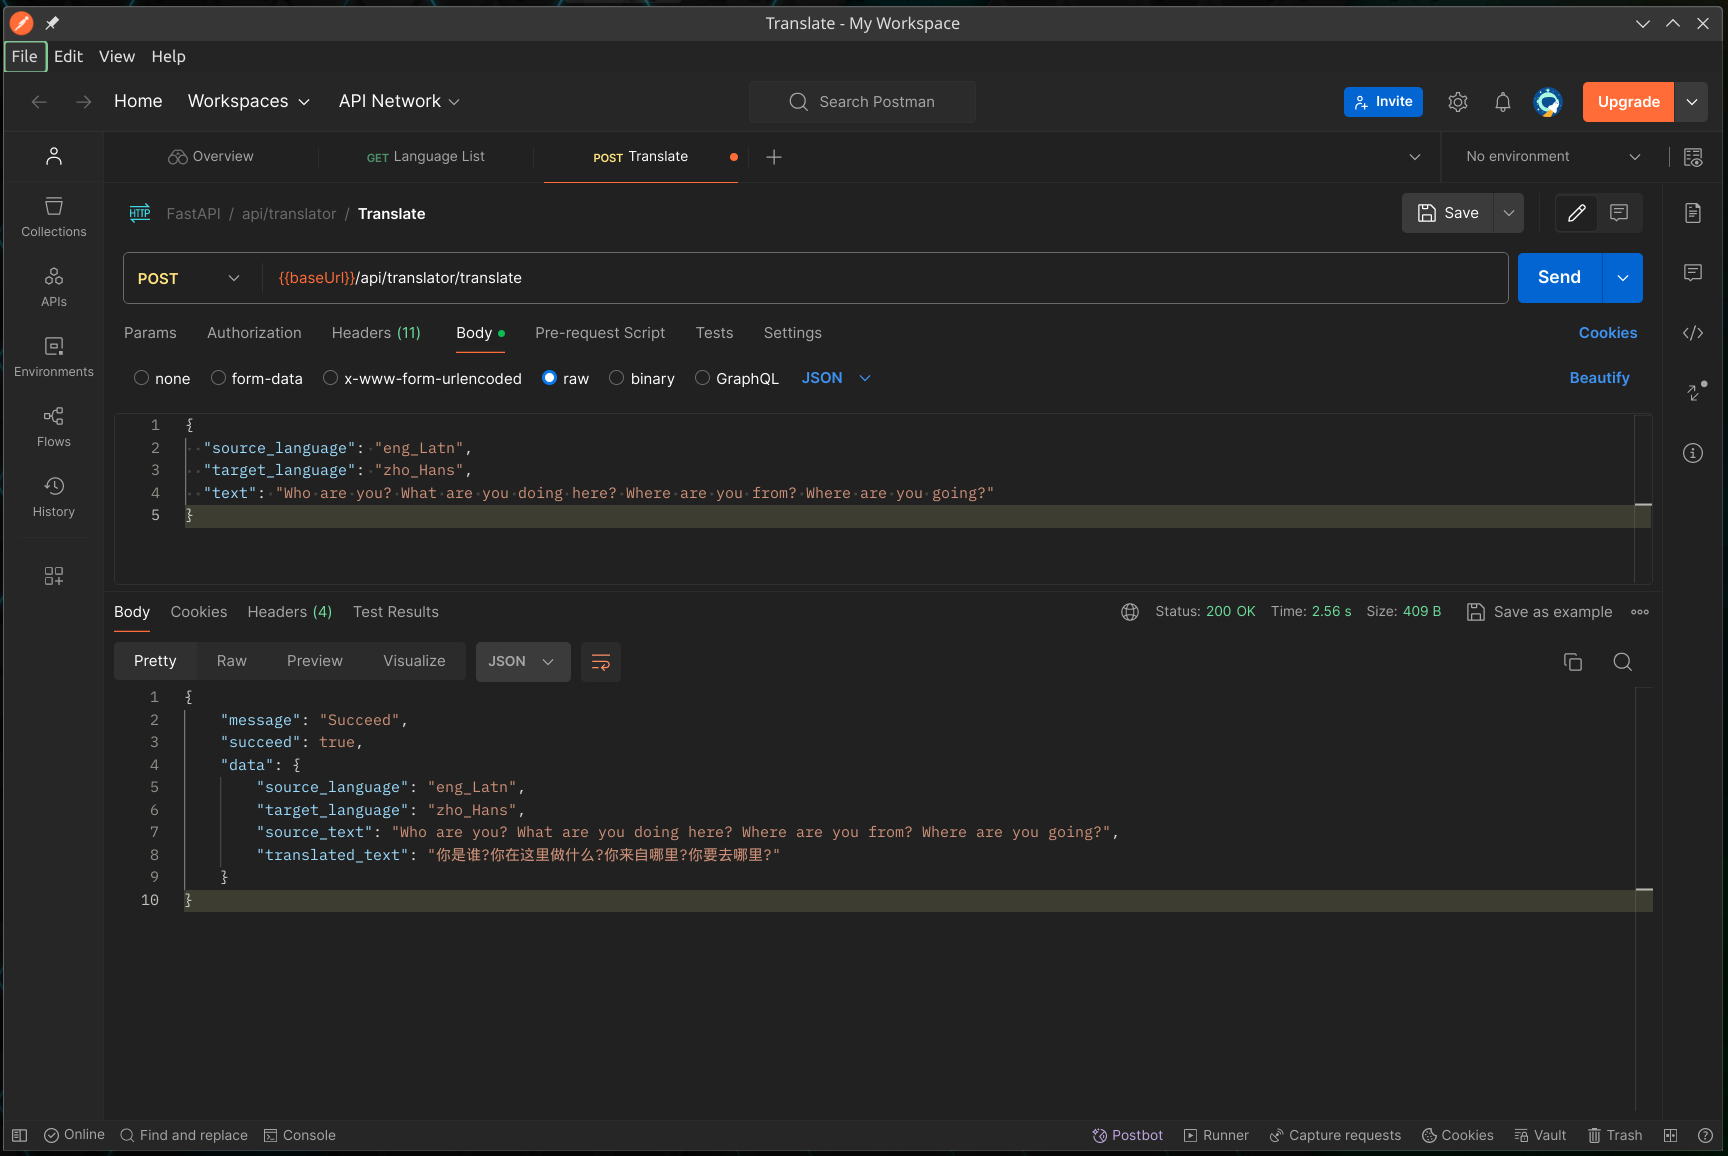 Translate - My Workspace
File Edit View Help
Home Workspaces API Network Search Postman Invite Upgrade
Overview GET Language List POST Translate No environment
HTTP FastAPI / api/translator / Translate Save
POST {{baseUrl}}/api/translator/translate Send
Params Authorization Headers (11) Body Pre-request Script Tests Settings Cookies
none form-data x-www-form-urlencoded raw binary GraphQL JSON Beautify
1 {
2 "source_language": "eng_Latn",
3 "target_language": "zho_Hans",
4 "text": "Who are you? What are you doing here? Where are you from? Where are you going?"
5 }
Collections
APIs
Environments
Flows
History
Body Cookies Headers (4) Test Results Status: 200 OK Time: 2.56 s Size: 409 B Save as example
Pretty Raw Preview Visualize JSON
1 {
2 "message": "Succeed",
3 "succeed": true,
4 "data": {
5 "source_language": "eng_Latn",
6 "target_language": "zho_Hans",
7 "source_text": "Who are you? What are you doing here? Where are you from? Where are you going?",
8 "translated_text": "你是谁?你在这里做什么?你来自哪里?你要去哪里?"
9 }
10 }
Online Find and replace Console Postbot Runner Capture requests Cookies Vault Trash